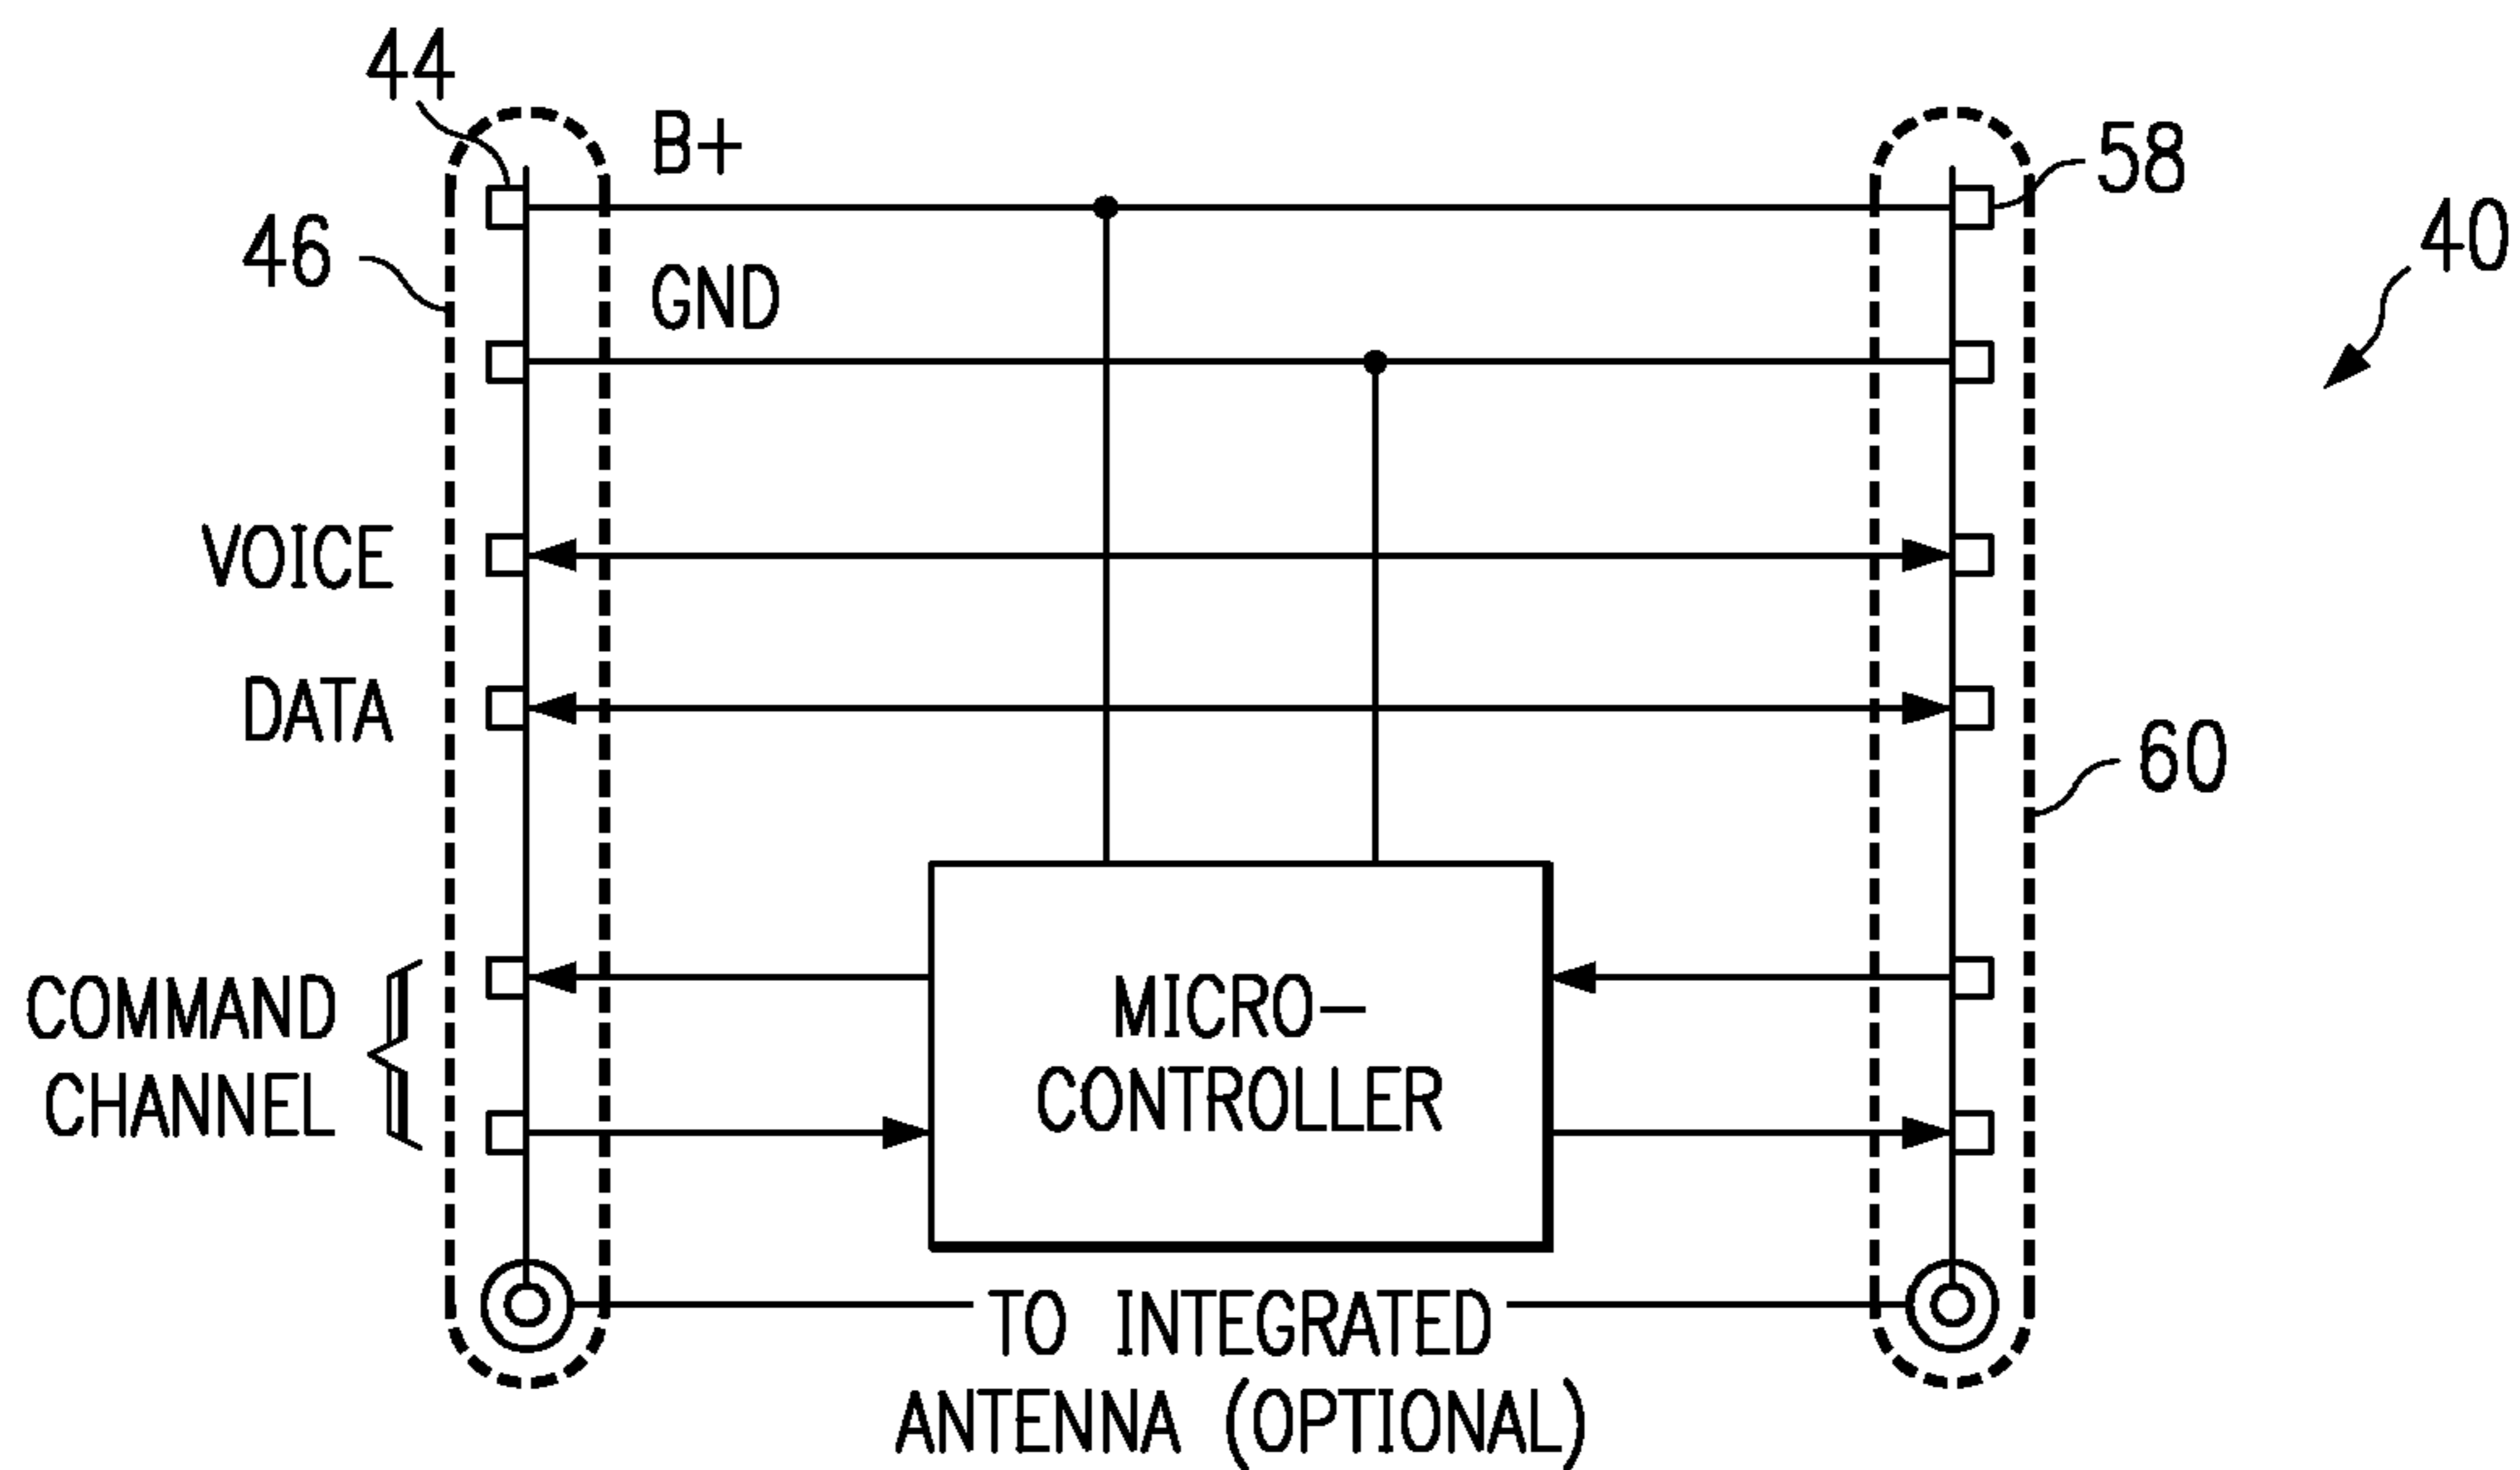 44
B+
58
46
GND
40
VOICE
DATA
60
COMMAND
CHANNEL
MICRO-
CONTROLLER
TO INTEGRATED
ANTENNA (OPTIONAL)